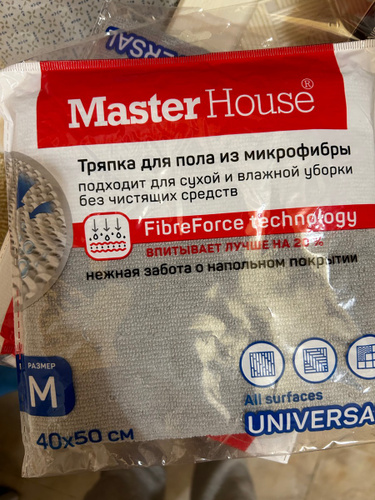 UNIVERSAL
Master House®
Тряпка для пола из микрофибры
подходит для сухой и влажной уборки
без чистящих средств
FibreForce technology
ВПИТЫВАЕТ ЛУЧШЕ НА 20 %
нежная забота о напольном покрытии
РАЗМЕР
M
40x50 см
All surfaces
UNIVERSA